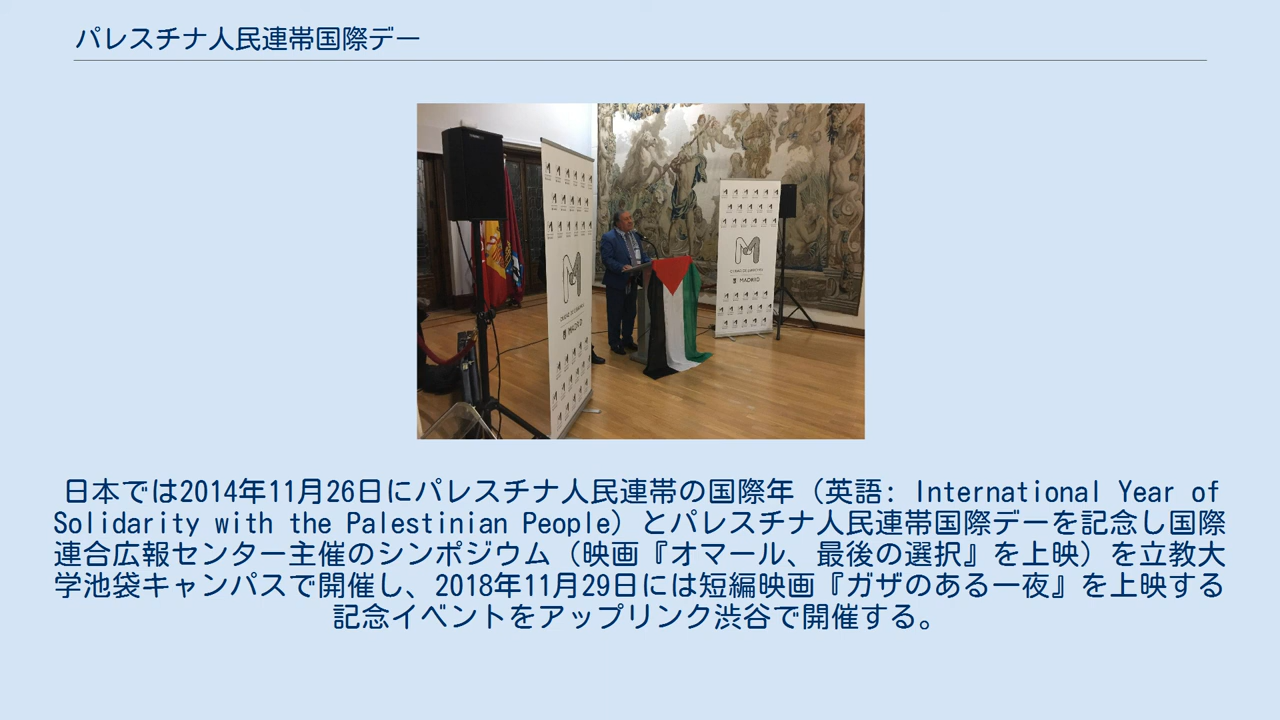 パレスチナ人民連帯国際デー
M
MADRID
M
MADRID
日本では2014年11月26日にパレスチナ人民連帯の国際年（英語: International Year of
Solidarity with the Palestinian People）とパレスチナ人民連帯国際デーを記念し国際
連合広報センター主催のシンポジウム（映画『オマール、最後の選択』を上映）を立教大
学池袋キャンパスで開催し、2018年11月29日には短編映画『ガザのある一夜』を上映する
記念イベントをアップリンク渋谷で開催する。